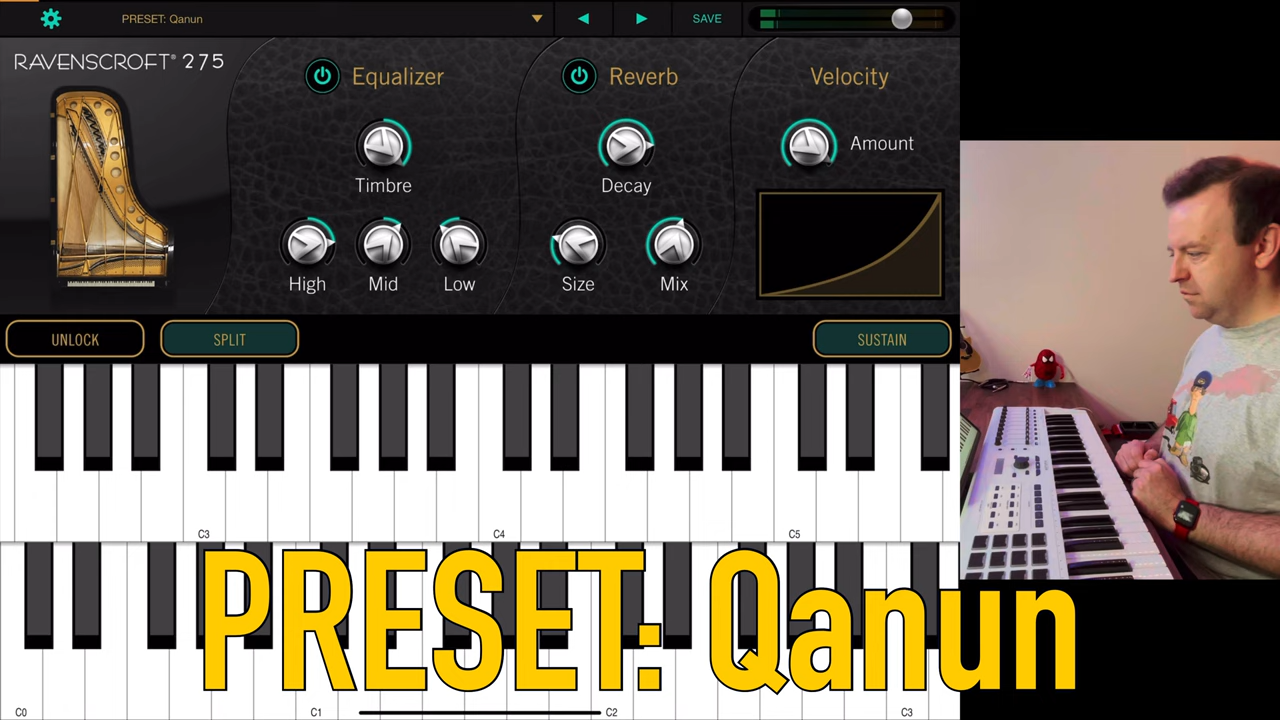 PRESET: Qanun
SAVE
RAVENSCROFT® 275
Equalizer
Reverb
Velocity
Timbre
Decay
Amount
High
Mid
Low
Size
Mix
UNLOCK
SPLIT
SUSTAIN
C3
C4
C5
PRESET: Qanun
C0
C1
C2
C3